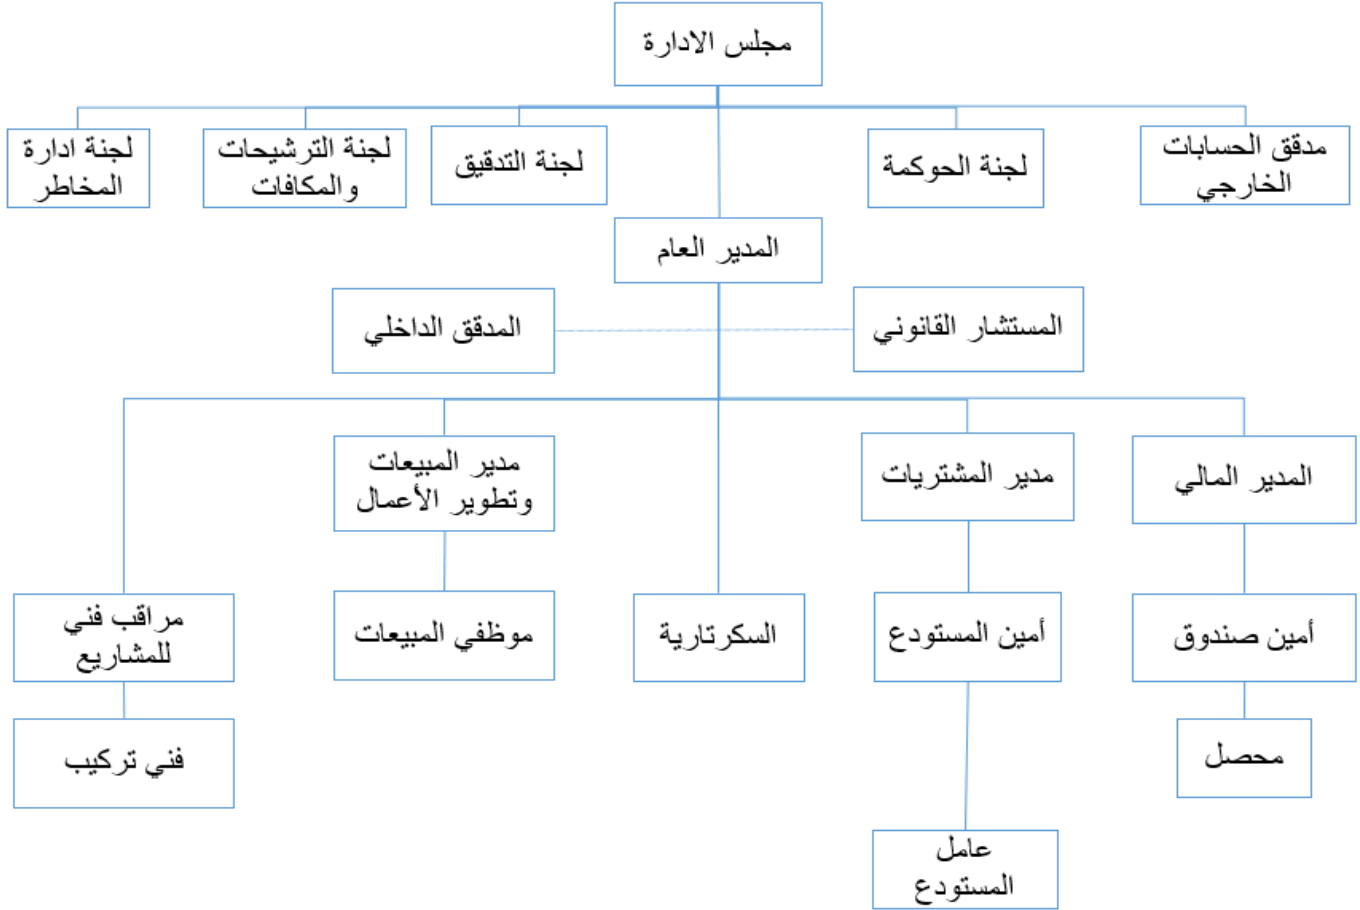 مجلس الادارة
مدقق الحسابات
الخارجي
لجنة الحوكمة
لجنة التدقيق
لجنة الترشيحات
والمكافات
لجنة ادارة
المخاطر
المدير العام
المستشار القانوني
المدقق الداخلي
المدير المالي
مدير المشتريات
مدير المبيعات
وتطوير الأعمال
أمين صندوق
أمين المستودع
السكرتارية
موظفي المبيعات
مراقب فني
للمشاريع
محصل
فني تركيب
عامل
المستودع